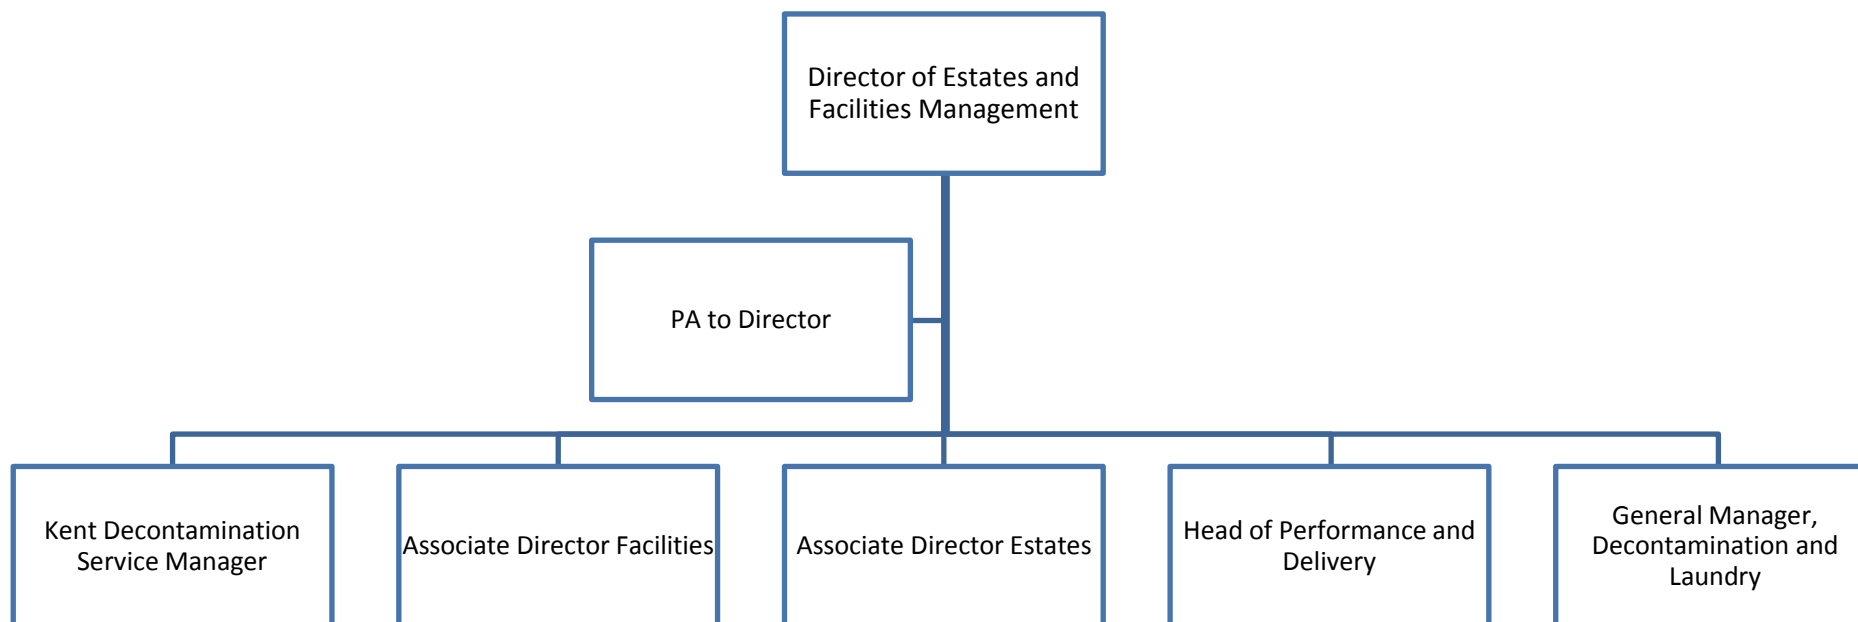 Director of Estates and
Facilities Management
PA to Director
Kent Decontamination
Service Manager
Associate Director Facilities
Associate Director Estates
Head of Performance and
Delivery
General Manager,
Decontamination and
Laundry